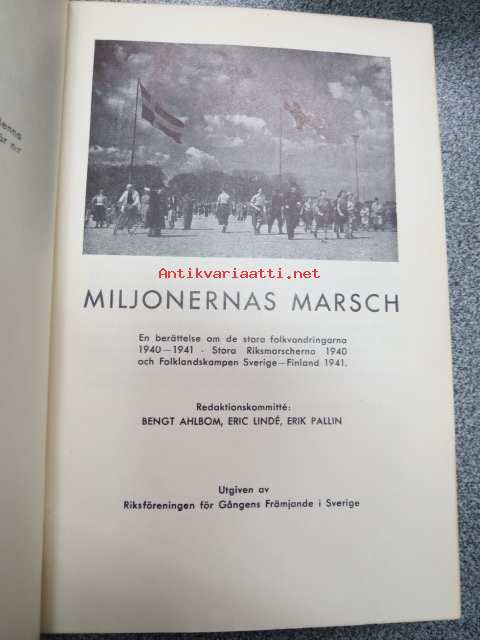 Antikvariaatti.net
MILJONERNAS MARSCH
En berättelse om de stora folkvandringarna
1940—1941 · Stora Riksmarscherna 1940
och Folklandskampen Sverige—Finland 1941.
Redaktionskommitté:
BENGT AHLBOM, ERIC LINDÉ, ERIK PALLIN
Utgiven av
Riksföreningen för Gångens Främjande i Sverige